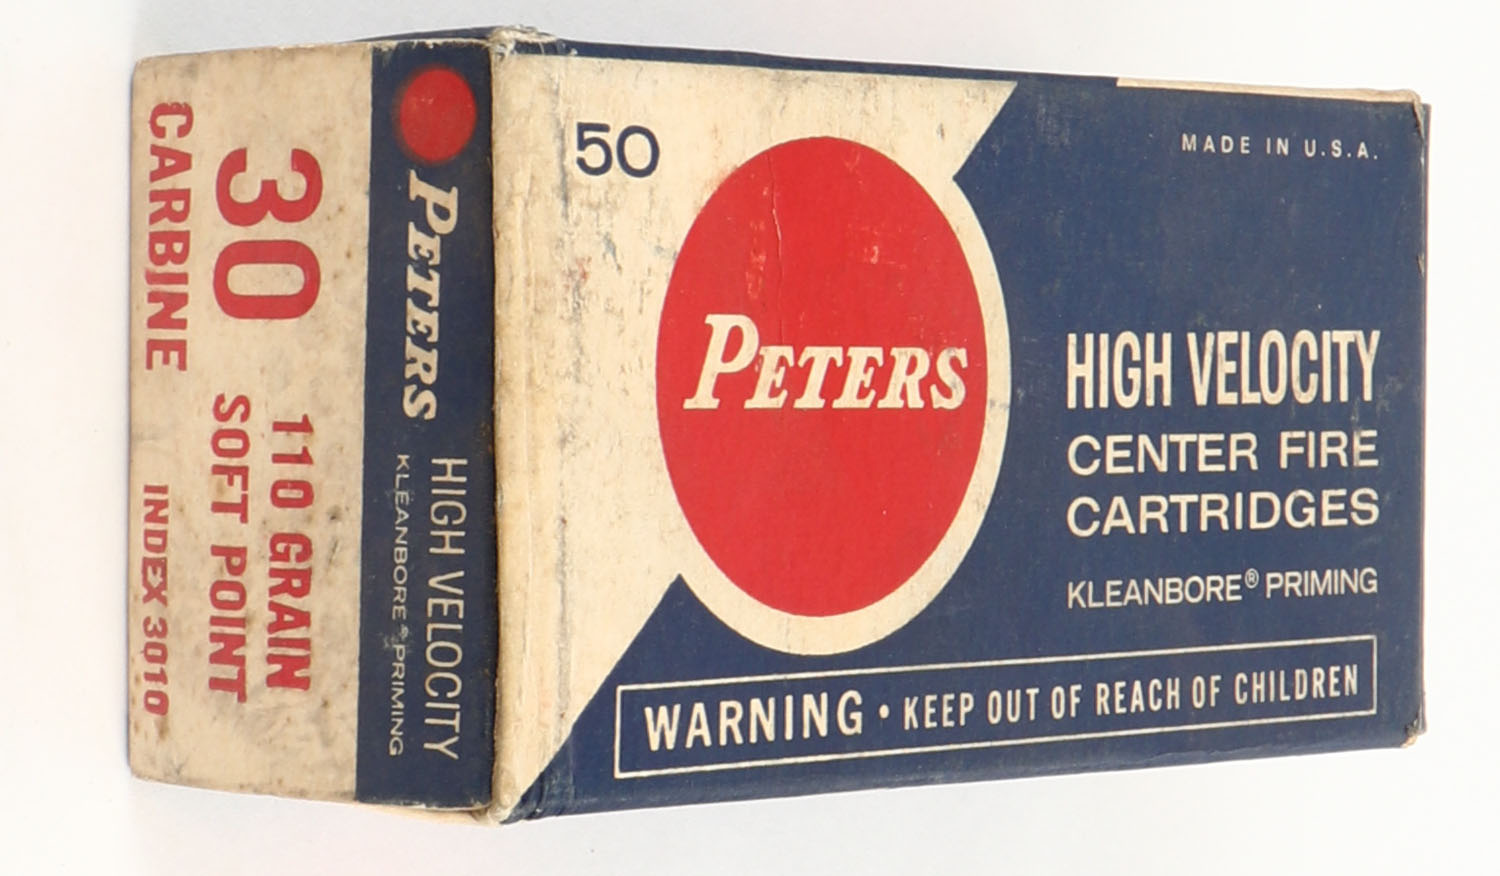 50
PETERS
MADE IN U.S.A.
HIGH VELOCITY
CENTER FIRE
CARTRIDGES
KLEANBORE® PRIMING
WARNING • KEEP OUT OF REACH OF CHILDREN
PETERS HIGH VELOCITY
KLEANBORE® PRIMING
30 110 GRAIN
SOFT POINT
CARBINE INDEX 3010